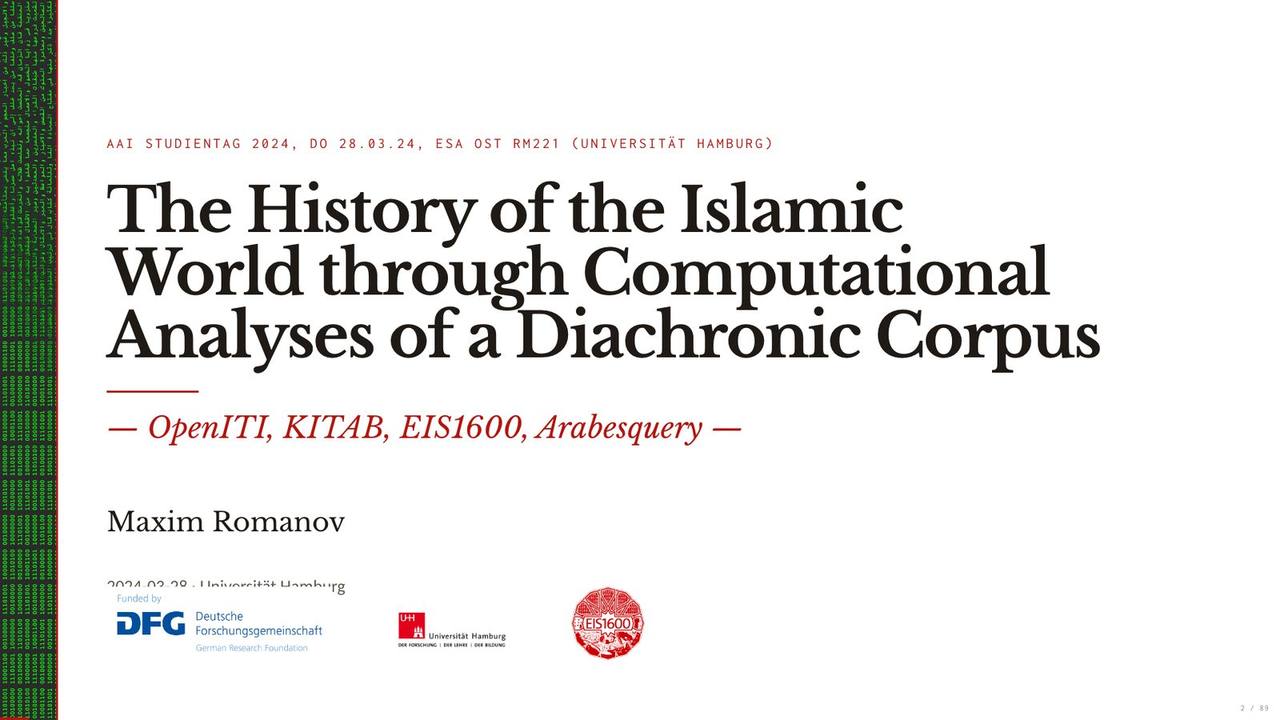 AAI STUDIENTAG 2024, DO 28.03.24, ESA OST RM221 (UNIVERSITÄT HAMBURG)
The History of the Islamic
World through Computational
Analyses of a Diachronic Corpus
— OpenITI, KITAB, EIS1600, Arabesquery —
Maxim Romanov
2024-03-28 · Universität Hamburg
Funded by
DFG Deutsche
Forschungsgemeinschaft
German Research Foundation
UH
Universität Hamburg
DER FORSCHUNG | DER LEHRE | DER BILDUNG
EIS1600
2 / 89